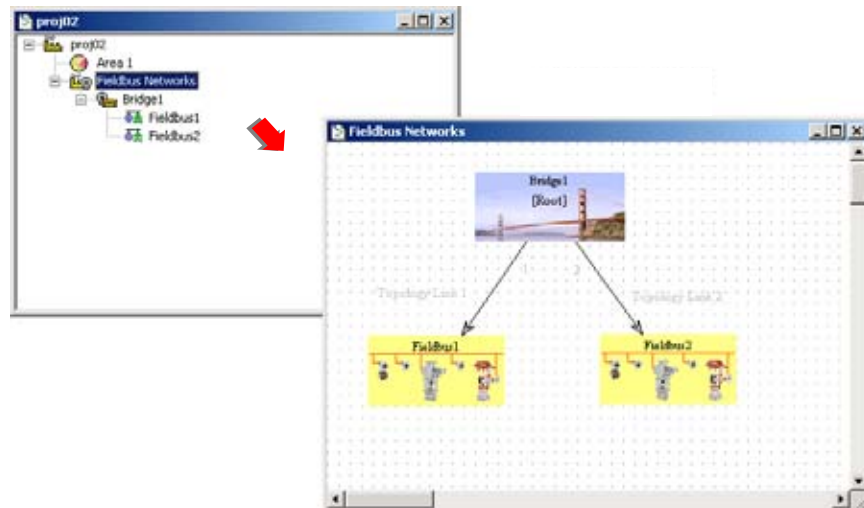 proj02
proj02
Area 1
Fieldbus Networks
Bridge1
Fieldbus1
Fieldbus2
Fieldbus Networks
Bridge1
[Root]
1 2
Topology Link 1
Topology Link 2
Fieldbus1
Fieldbus2